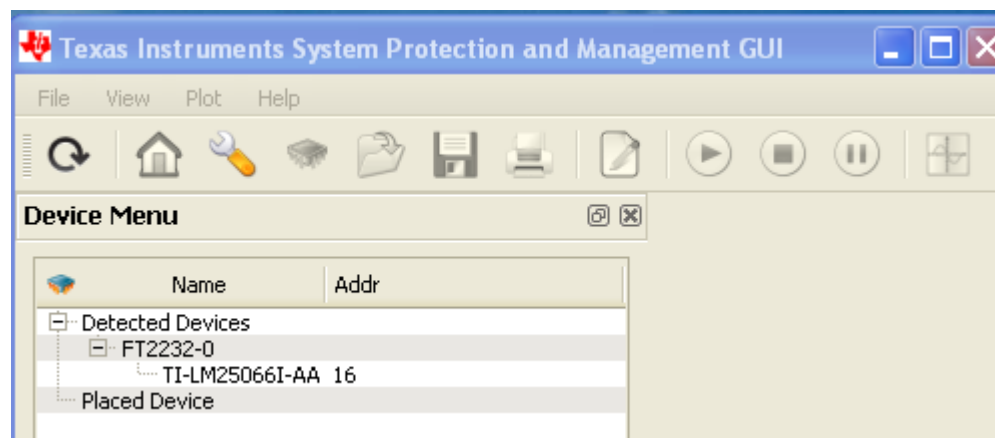 Texas Instruments System Protection and Management GUI
File View Plot Help
Device Menu
Name Addr
Detected Devices
FT2232-0
TI-LM25066I-AA 16
Placed Device